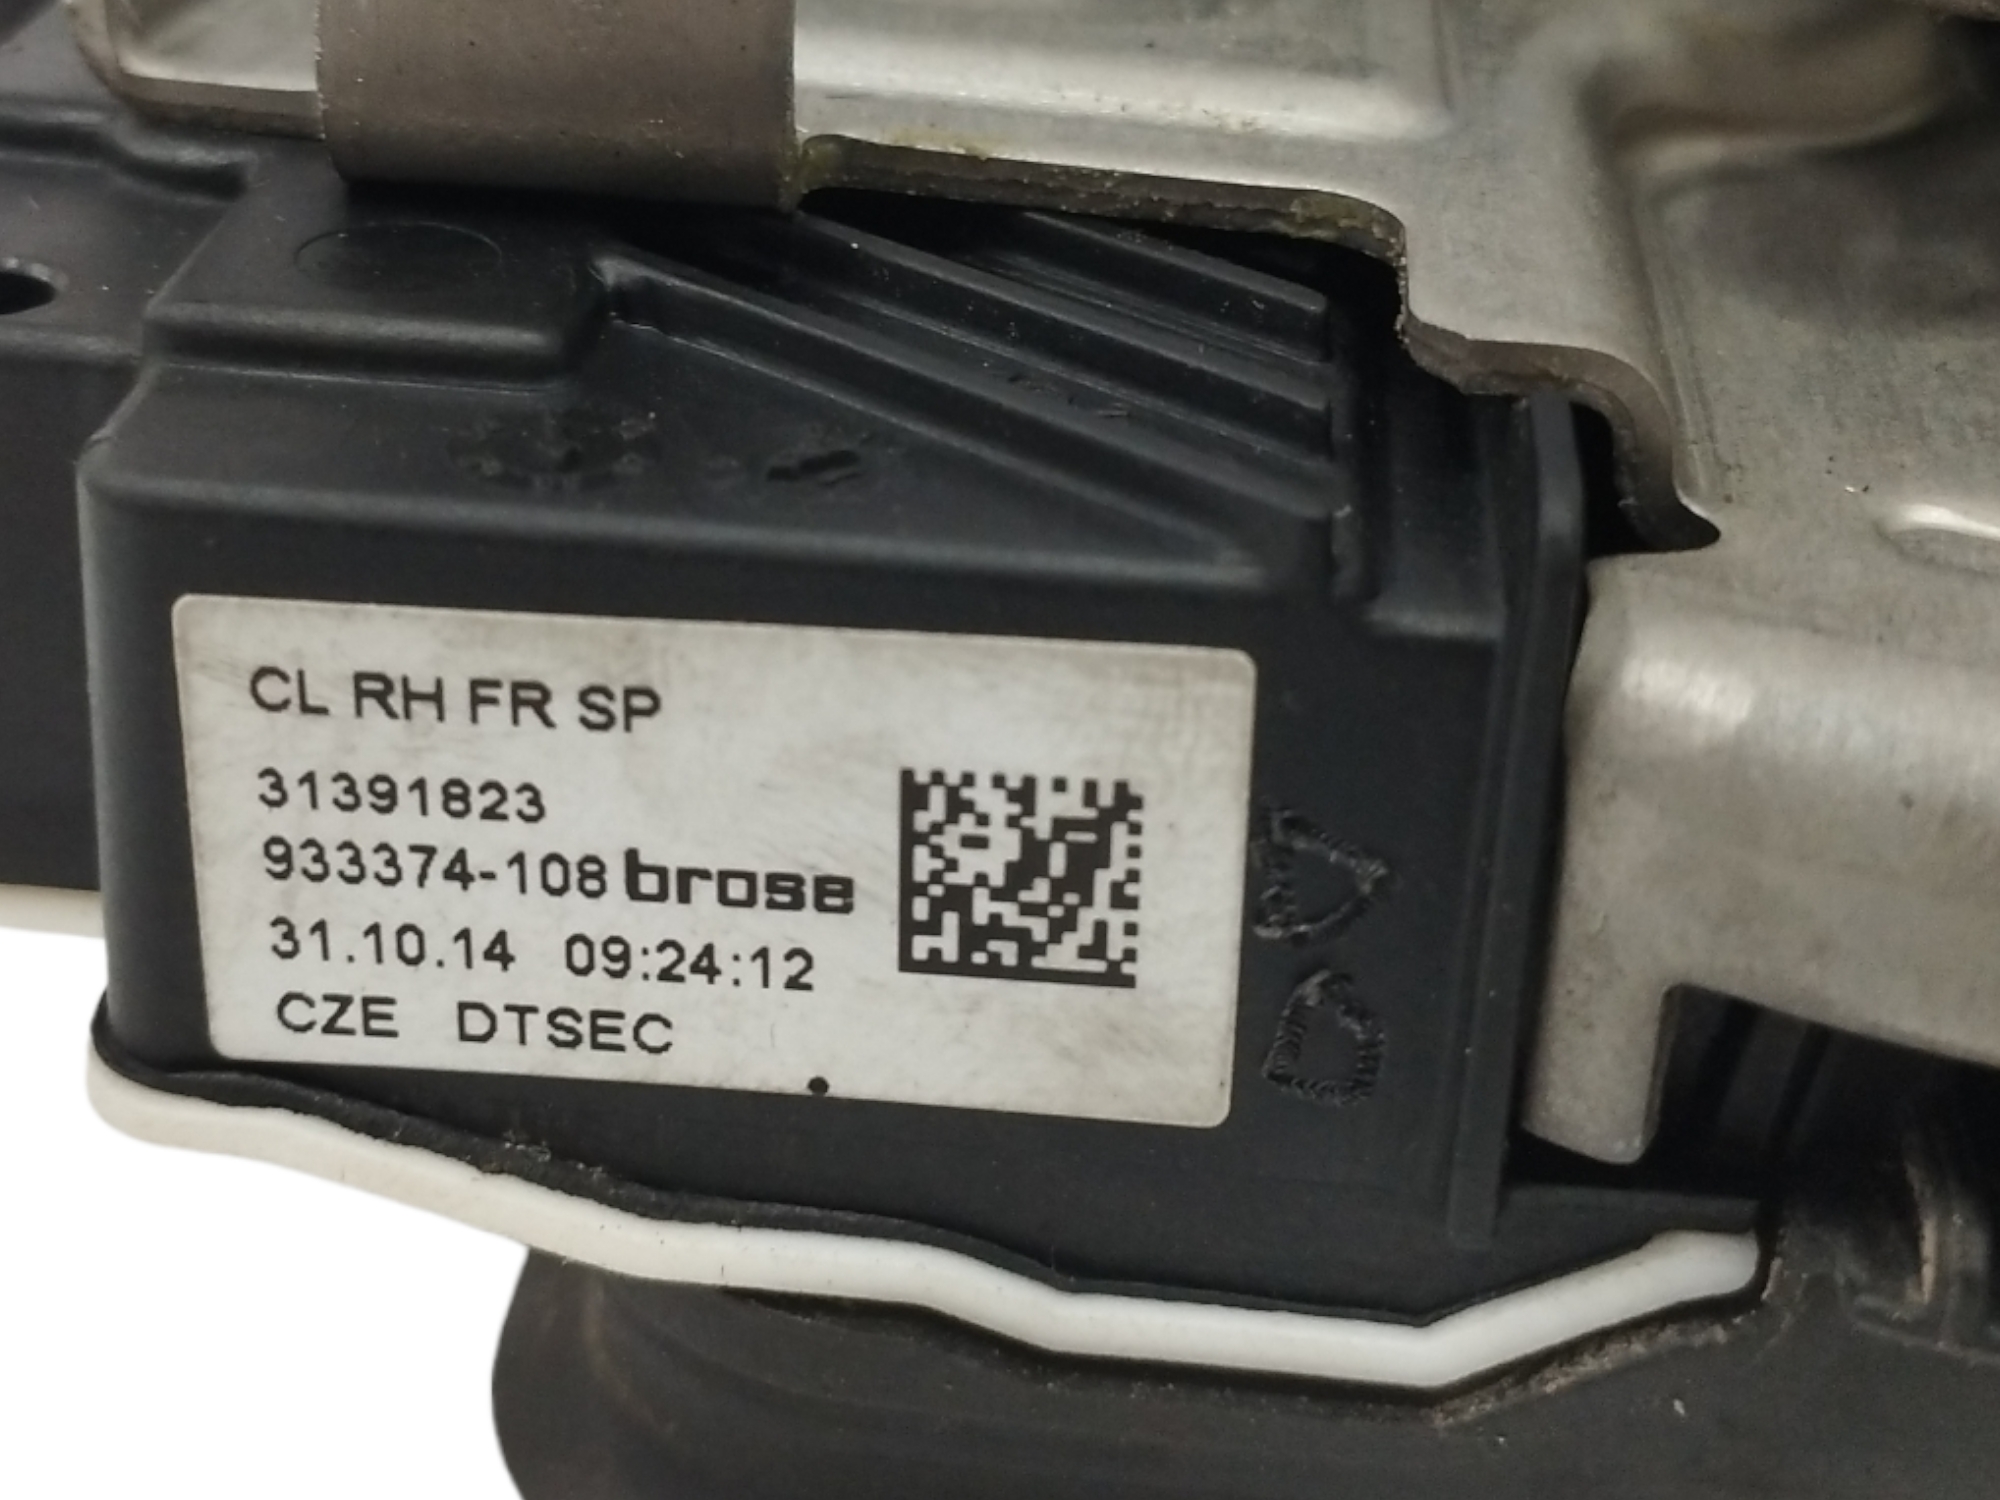 CL RH FR SP
31391823
933374-108 brose
31.10.14 09:24:12
CZE DTSEC